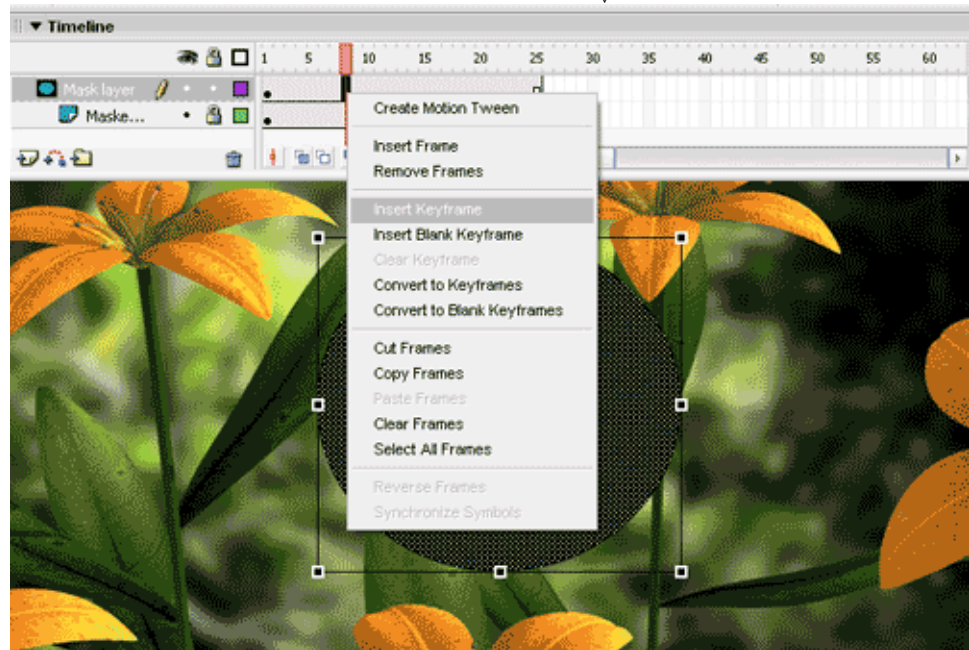 Timeline
1 5 10 15 20 25 30 35 40 45 50 55 60
Mask layer
Maske...
Create Motion Tween
Insert Frame
Remove Frames
Insert Keyframe
Insert Blank Keyframe
Clear Keyframe
Convert to Keyframes
Convert to Blank Keyframes
Cut Frames
Copy Frames
Paste Frames
Clear Frames
Select All Frames
Reverse Frames
Synchronize Symbols